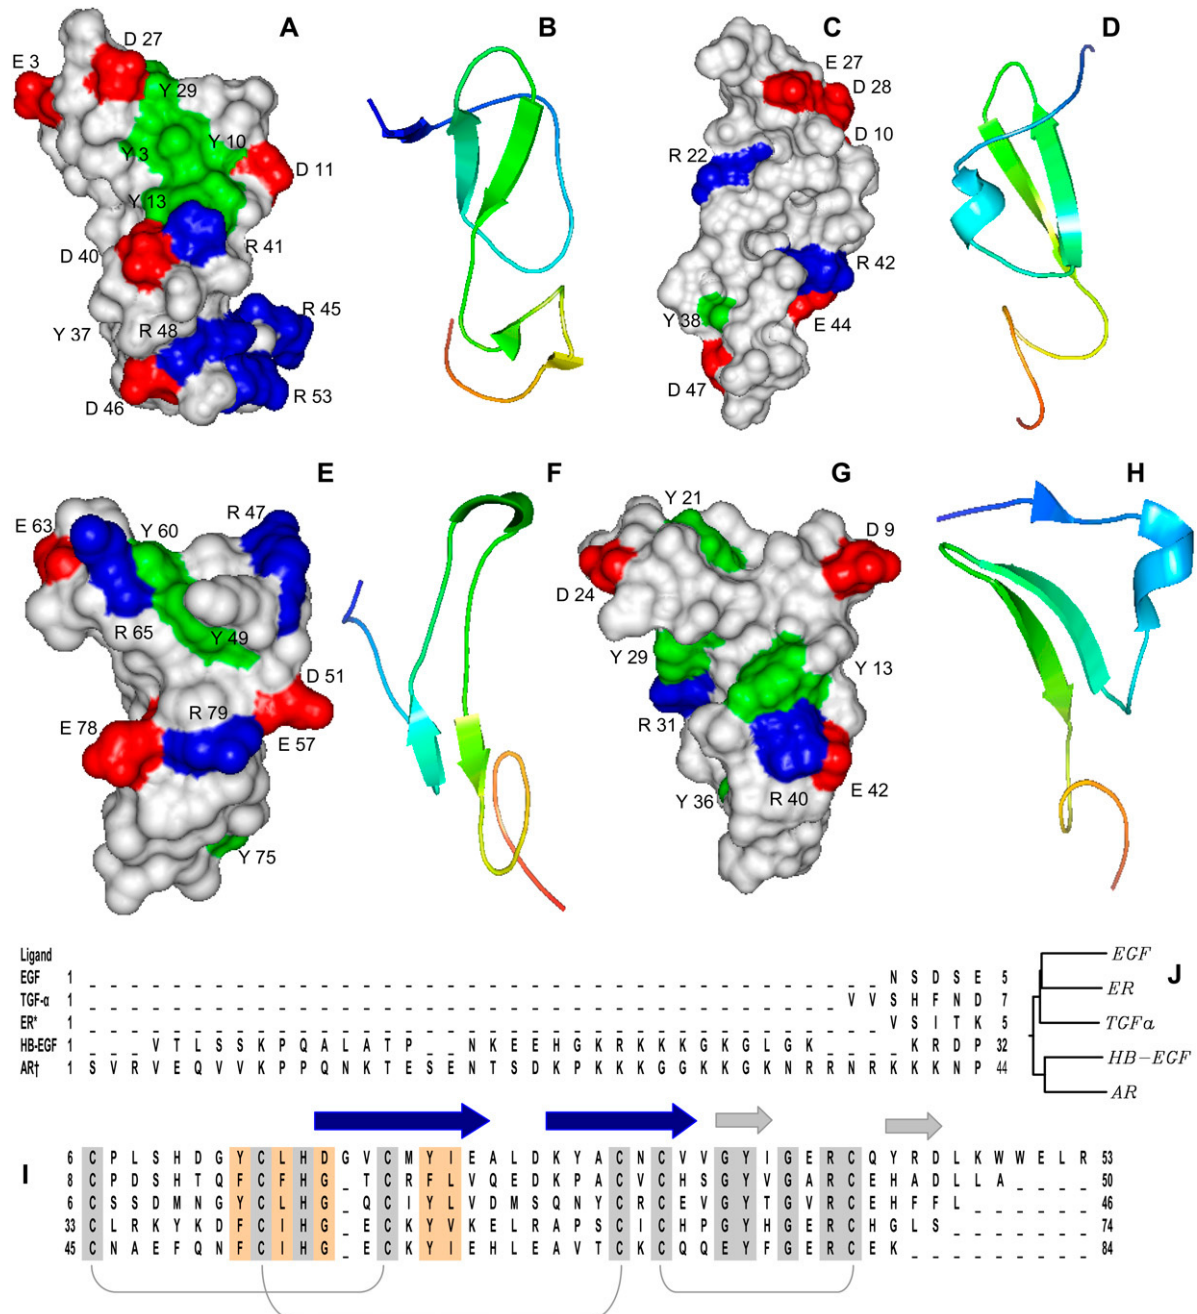 A
B
C
D
D 27
E 3
Y 29
Y 3
Y 10
D 11
Y 13
D 40
R 41
R 45
R 48
Y 37
D 46
R 53
E 27
D 28
D 10
R 22
R 42
Y 38
E 44
D 47
E
F
G
H
E 63
Y 60
R 47
R 65
Y 49
D 51
E 78
R 79
E 57
Y 75
Y 21
D 9
D 24
Y 29
Y 13
R 31
Y 36
R 40
E 42
Ligand
EGF 1 _ _ _ _ _ _ _ _ _ _ _ _ _ _ _ _ _ _ _ _ _ _ _ _ _ _ _ _ _ _ _ _ _ _ _ _ _ _ _ N S D S E 5
TGF-α 1 _ _ _ _ _ _ _ _ _ _ _ _ _ _ _ _ _ _ _ _ _ _ _ _ _ _ _ _ _ _ _ _ _ _ _ _ _ V V S H F N D 7
ER* 1 _ _ _ _ _ _ _ _ _ _ _ _ _ _ _ _ _ _ _ _ _ _ _ _ _ _ _ _ _ _ _ _ _ _ _ _ _ _ _ V S I T K 5
HB-EGF 1 _ _ _ V T L S S K P Q A L A T P _ _ N K E E H G K R K K K G K G L G K _ _ _ _ K R D P 32
AR† 1 S V R V E Q V V K P P Q N K T E S E N T S D K P K K K G G K K G K N R R N R K K K N P 44
J
EGF
ER
TGFα
HB-EGF
AR
I
6 C P L S H D G Y C L H D G V C M Y I E A L D K Y A C N C V V G Y I G E R C Q Y R D L K W W E L R 53
8 C P D S H T Q F C F H G _ T C R F L V Q E D K P A C V C H S G Y V G A R C E H A D L L A _ _ _ _ _ 50
6 C S S D M N G Y C L H G _ Q C I Y L V D M S Q N Y C R C E V G Y T G V R C E H F F L _ _ _ _ _ _ 46
33 C L R K Y K D F C I H G _ E C K Y V K E L R A P S C I C H P G Y H G E R C H G L S _ _ _ _ _ _ _ 74
45 C N A E F Q N F C I H G _ E C K Y I E H L E A V T C K C Q Q E Y F G E R C E K _ _ _ _ _ _ _ _ _ 84